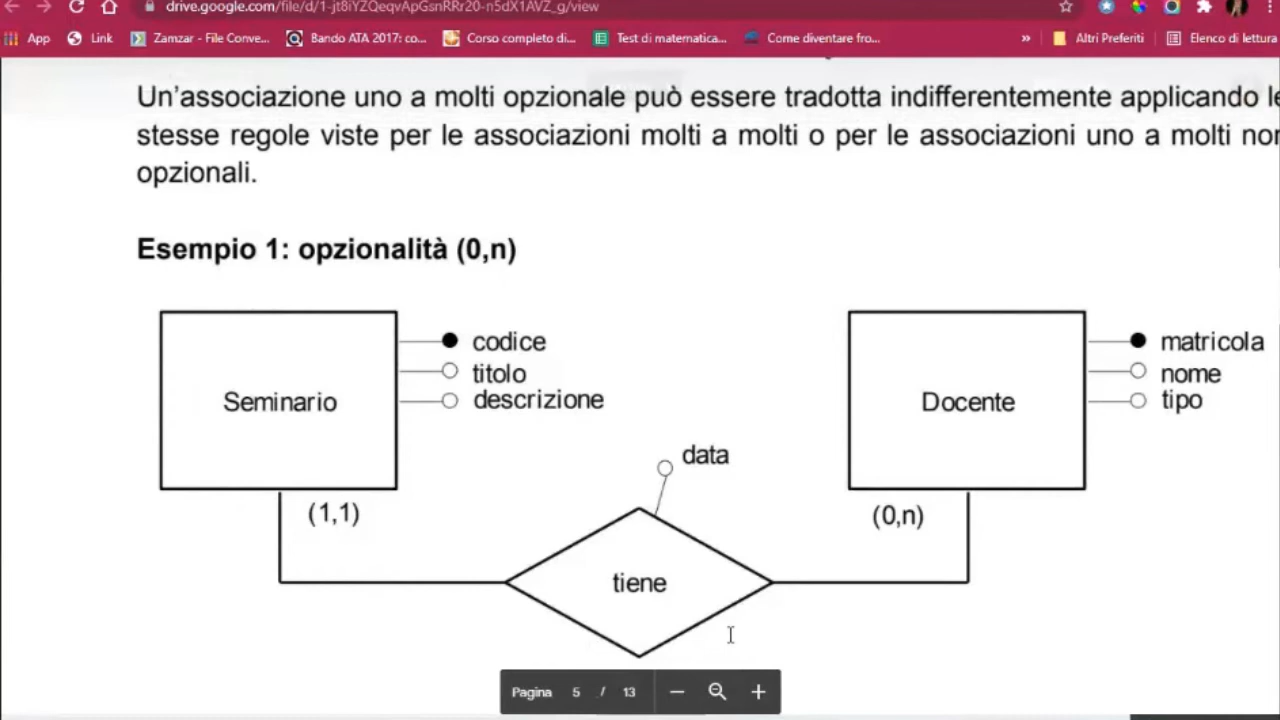 drive.google.com/file/d/1-jt8iYZQeqvApGsnRRr20-n5dX1AVZ_g/view
App Link Zamzar - File Conve... Bando ATA 2017: co... Corso completo di... Test di matematica... Come diventare fro... » Altri Preferiti Elenco di lettura
Un'associazione uno a molti opzionale può essere tradotta indifferentemente applicando le
stesse regole viste per le associazioni molti a molti o per le associazioni uno a molti non
opzionali.
Esempio 1: opzionalità (0,n)
Seminario
codice
titolo
descrizione
Docente
matricola
nome
tipo
data
(1,1)
(0,n)
tiene
Pagina 5 / 13